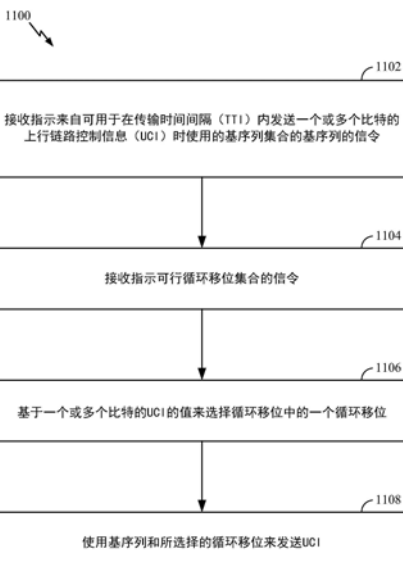 1100
1102
接收指示来自可用于在传输时间间隔（TTI）内发送一个或多个比特的
上行链路控制信息（UCI）时使用的基序列集合的基序列的信令
1104
接收指示可行循环移位集合的信令
1106
基于一个或多个比特的UCI的值来选择循环移位中的一个循环移位
1108
使用基序列和所选择的循环移位来发送UCI